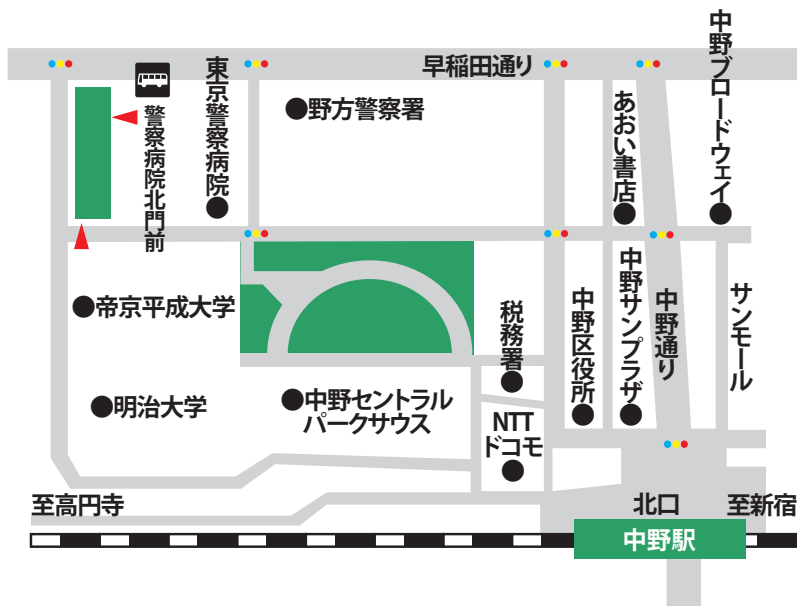 早稲田通り
中野ブロードウェイ
東京警察病院
野方警察署
あおい書店
警察病院北門前
帝京平成大学
税務署
中野区役所
中野サンプラザ
中野通り
サンモール
明治大学
中野セントラル
パークサウス
NTT
ドコモ
至高円寺
北口
至新宿
中野駅